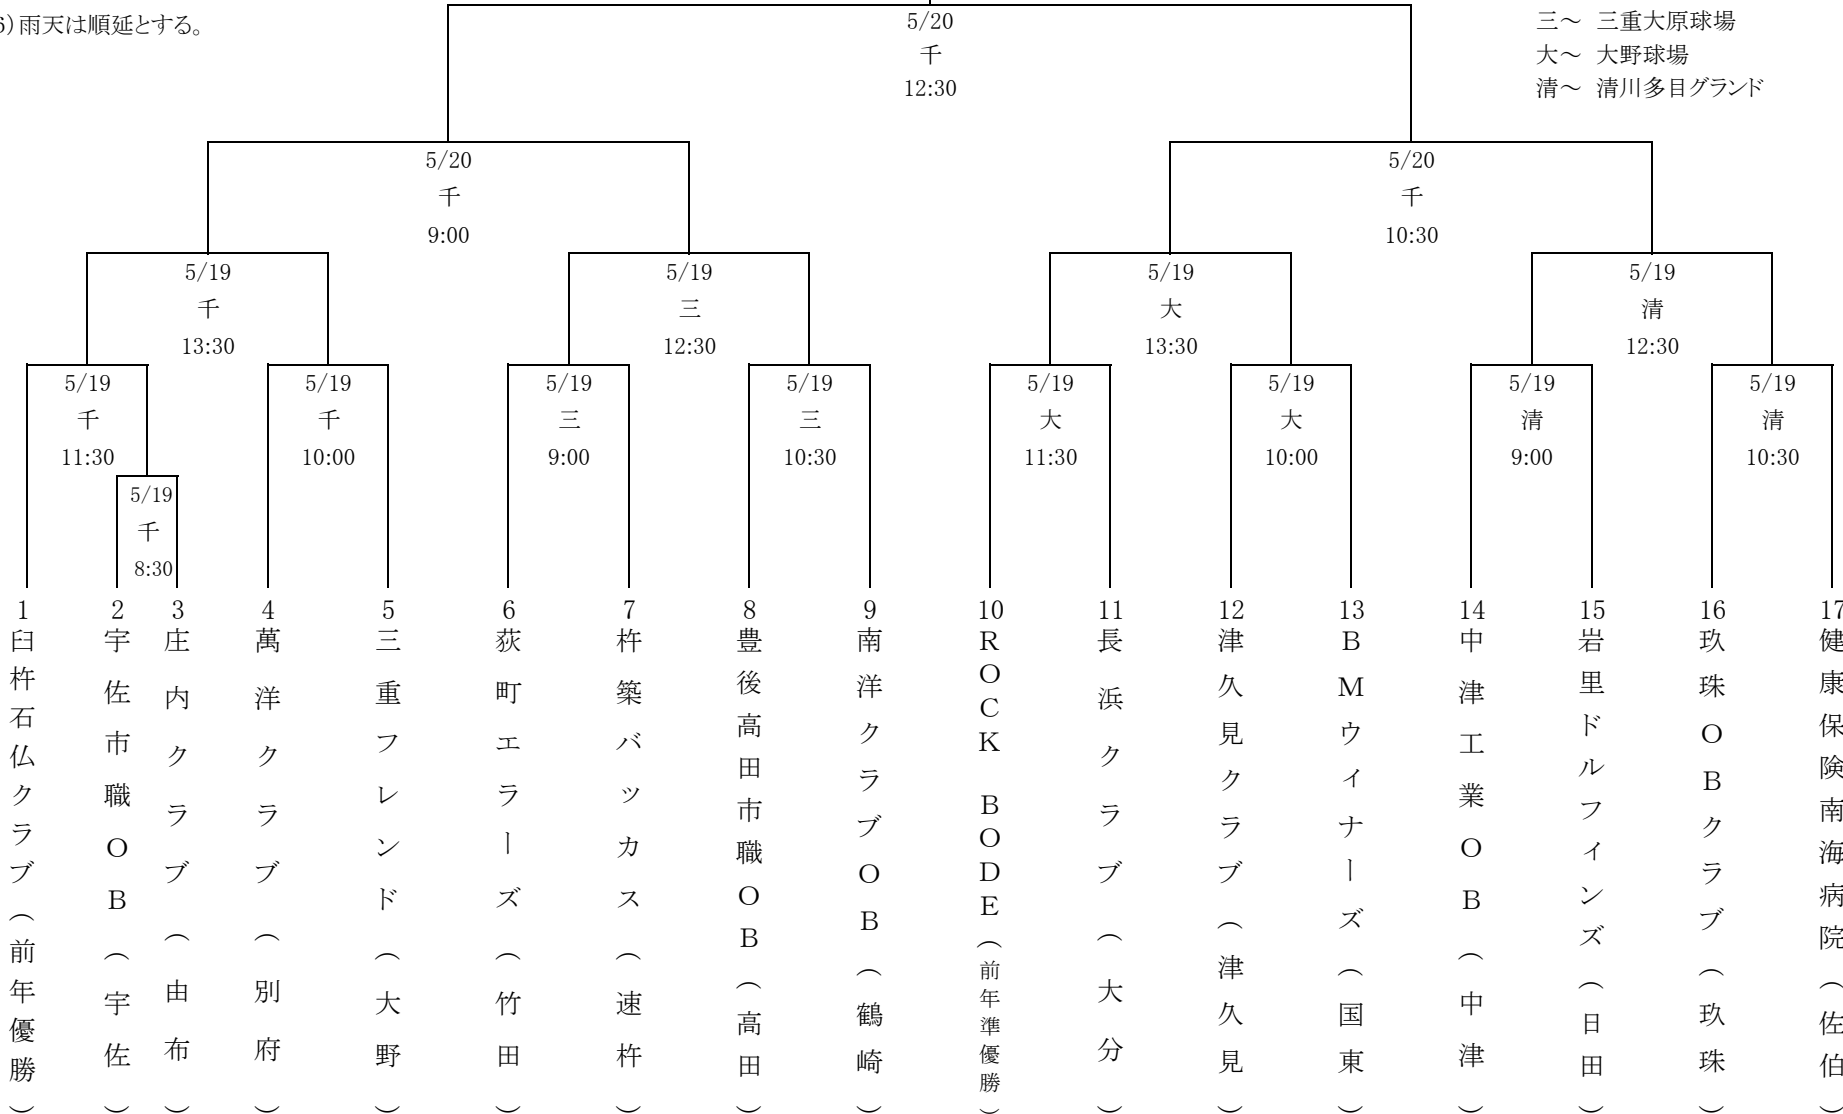 6）雨天は順延とする。
三～ 三重大原球場
大～ 大野球場
清～ 清川多目グランド
5/20
千
12:30
5/20
千
9:00
5/20
千
10:30
5/19
千
13:30
5/19
三
12:30
5/19
大
13:30
5/19
清
12:30
5/19
千
11:30
5/19
千
10:00
5/19
三
9:00
5/19
三
10:30
5/19
大
11:30
5/19
大
10:00
5/19
清
9:00
5/19
清
10:30
5/19
千
8:30
1
臼杵石仏クラブ（前年優勝）
2
宇佐市職OB（宇佐）
3
庄内クラブ（由布）
4
萬洋クラブ（別府）
5
三重フレンド（大野）
6
荻町エラーズ（竹田）
7
杵築バッカス（速杵）
8
豊後高田市職OB（高田）
9
南洋クラブOB（鶴崎）
10
ROCK BODE（前年準優勝）
11
長浜クラブ（大分）
12
津久見クラブ（津久見）
13
BMウィナーズ（国東）
14
中津工業OB（中津）
15
岩里ドルフィンズ（日田）
16
玖珠OBクラブ（玖珠）
17
健康保険南海病院（佐伯）